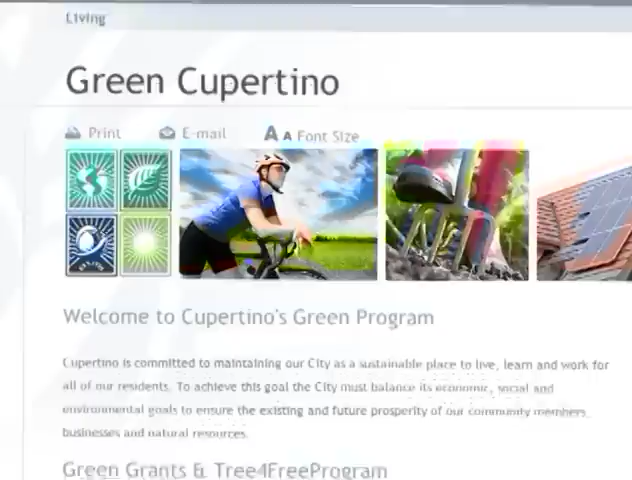 Living
Green Cupertino
Print E-mail A A Font Size
Welcome to Cupertino's Green Program
Cupertino is committed to maintaining our City as a sustainable place to live, learn and work for
all of our residents. To achieve this goal the City must balance its economic, social and
environmental goals to ensure the existing and future prosperity of our community members,
businesses and natural resources.
Green Grants & Tree4FreeProgram